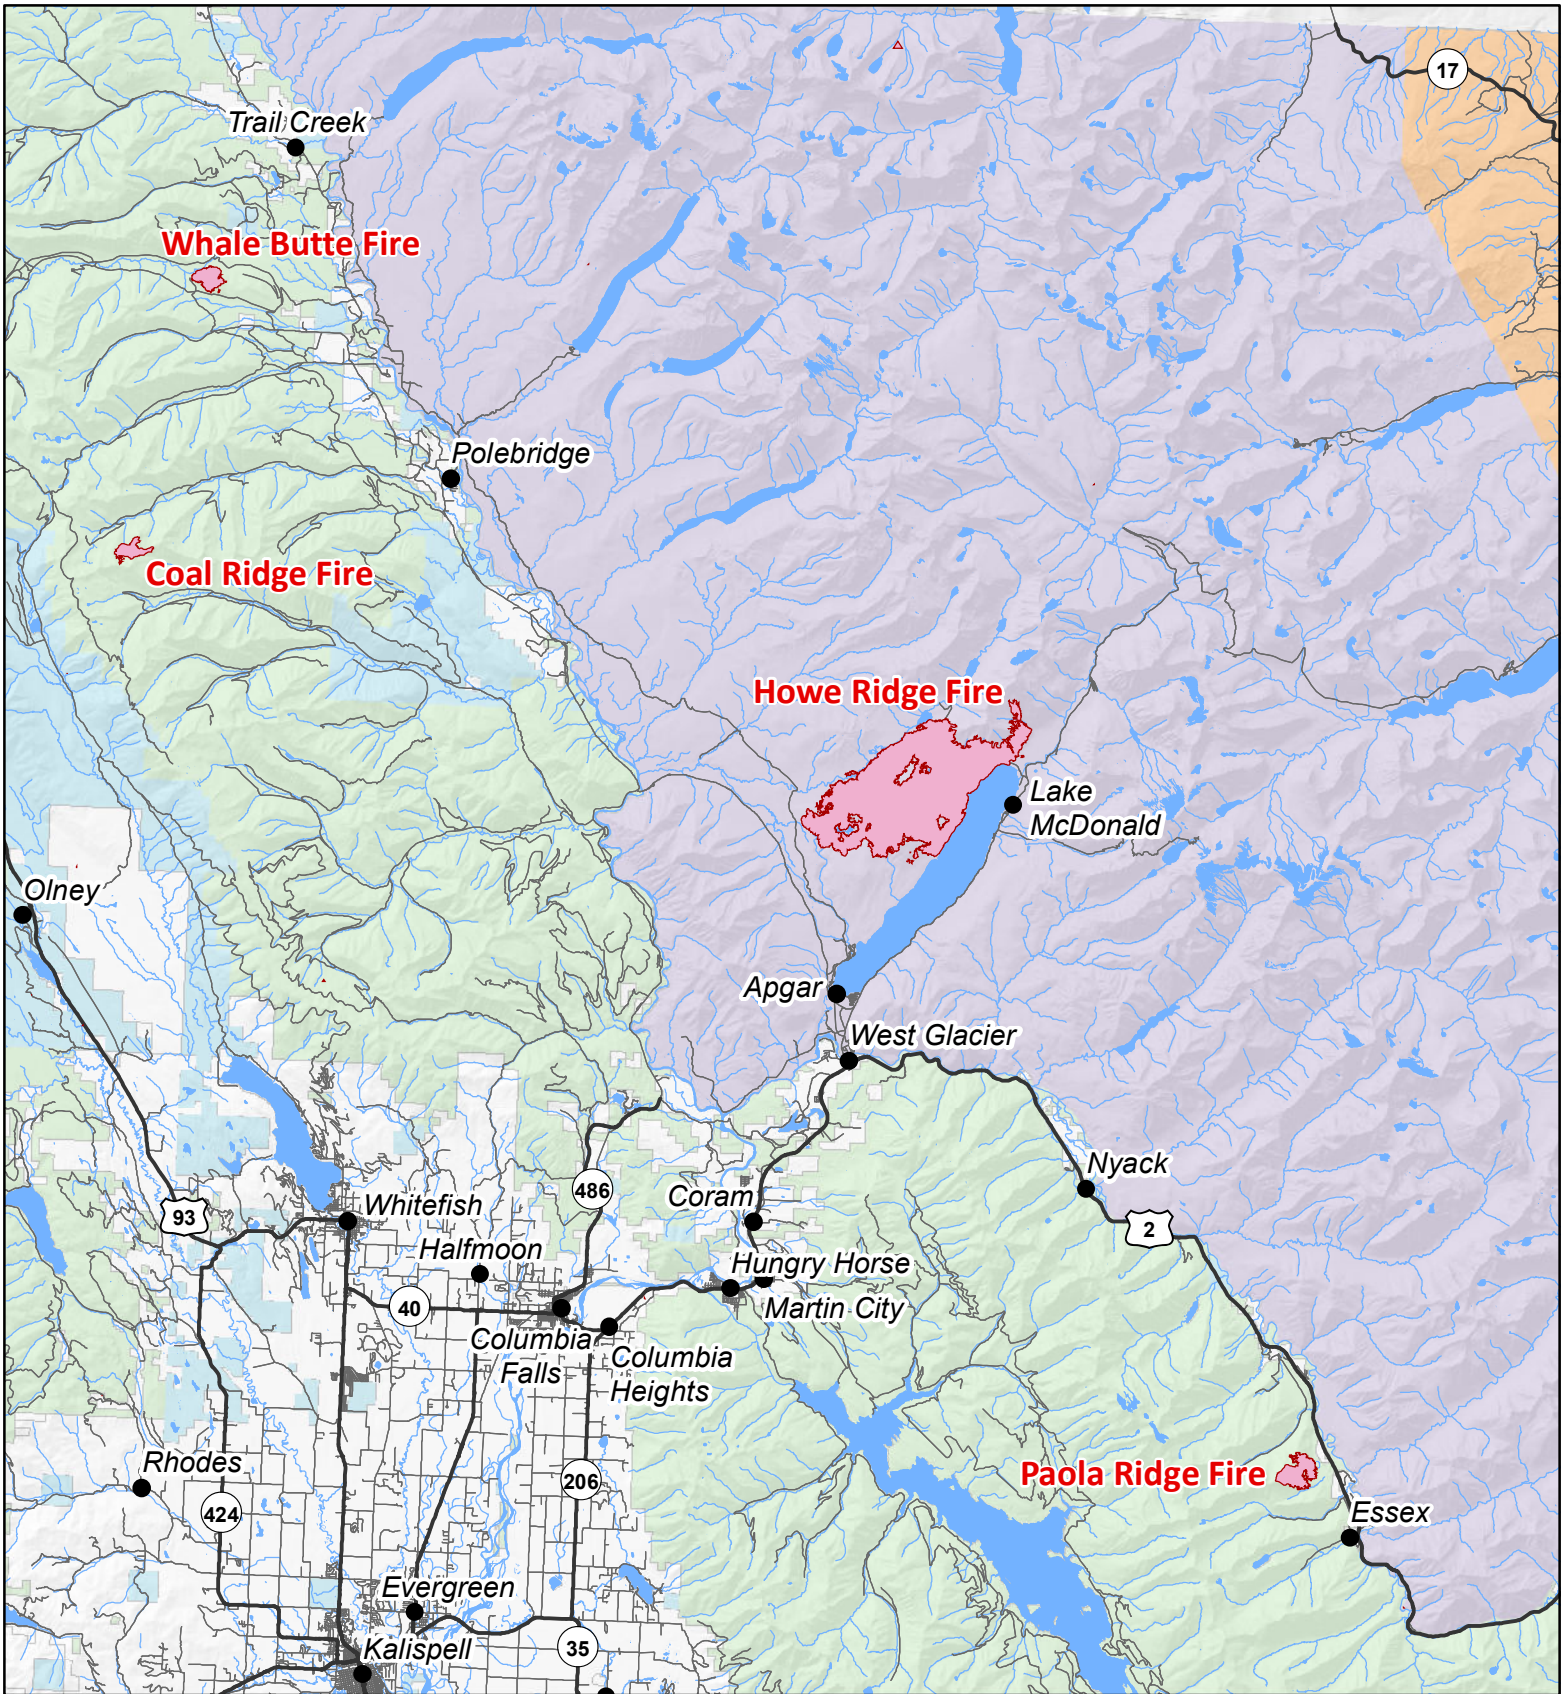 17
Trail Creek
Whale Butte Fire
Polebridge
Coal Ridge Fire
Howe Ridge Fire
Lake
McDonald
Olney
Apgar
West Glacier
Nyack
486
Coram
93
Whitefish
2
Halfmoon
Hungry Horse
40
Martin City
Columbia
Falls
Columbia
Heights
Rhodes
Paola Ridge Fire
206
424
Essex
Evergreen
Kalispell
35